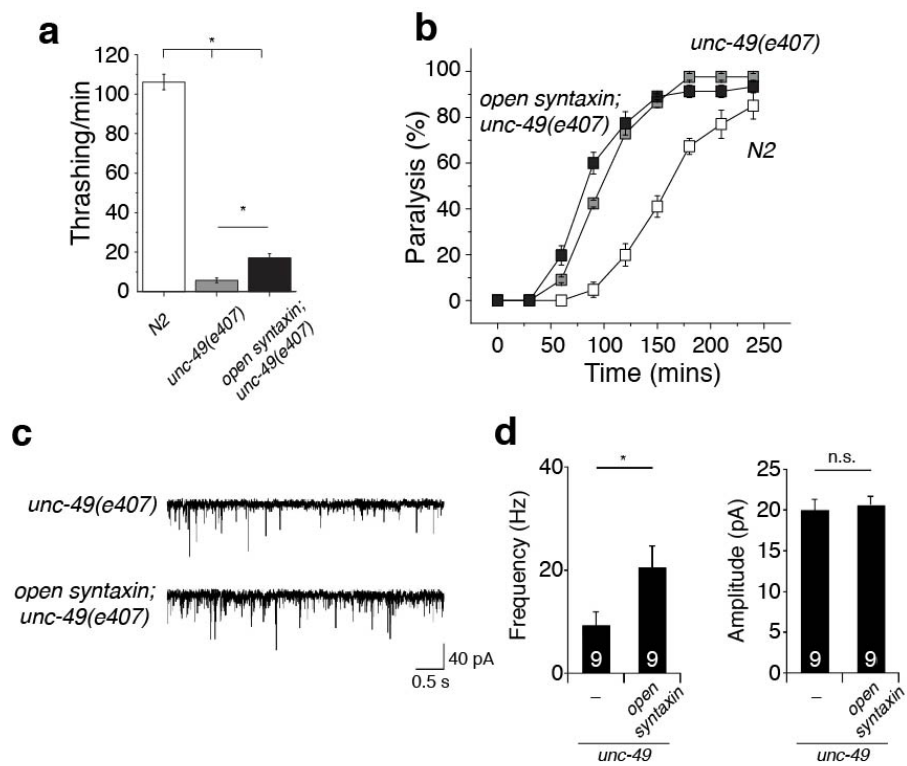 a
*
*
Thrashing/min
120
100
80
60
40
20
0
N2
unc-49(e407)
open syntaxin;
unc-49(e407)
b
unc-49(e407)
open syntaxin;
unc-49(e407)
N2
Paralysis (%)
100
80
60
40
20
0
0 50 100 150 200 250
Time (mins)
c
unc-49(e407)
open syntaxin;
unc-49(e407)
40 pA
0.5 s
d
*
Frequency (Hz)
40
20
0
9 9
– open
syntaxin
unc-49
n.s.
Amplitude (pA)
25
20
15
10
5
0
9 9
– open
syntaxin
unc-49